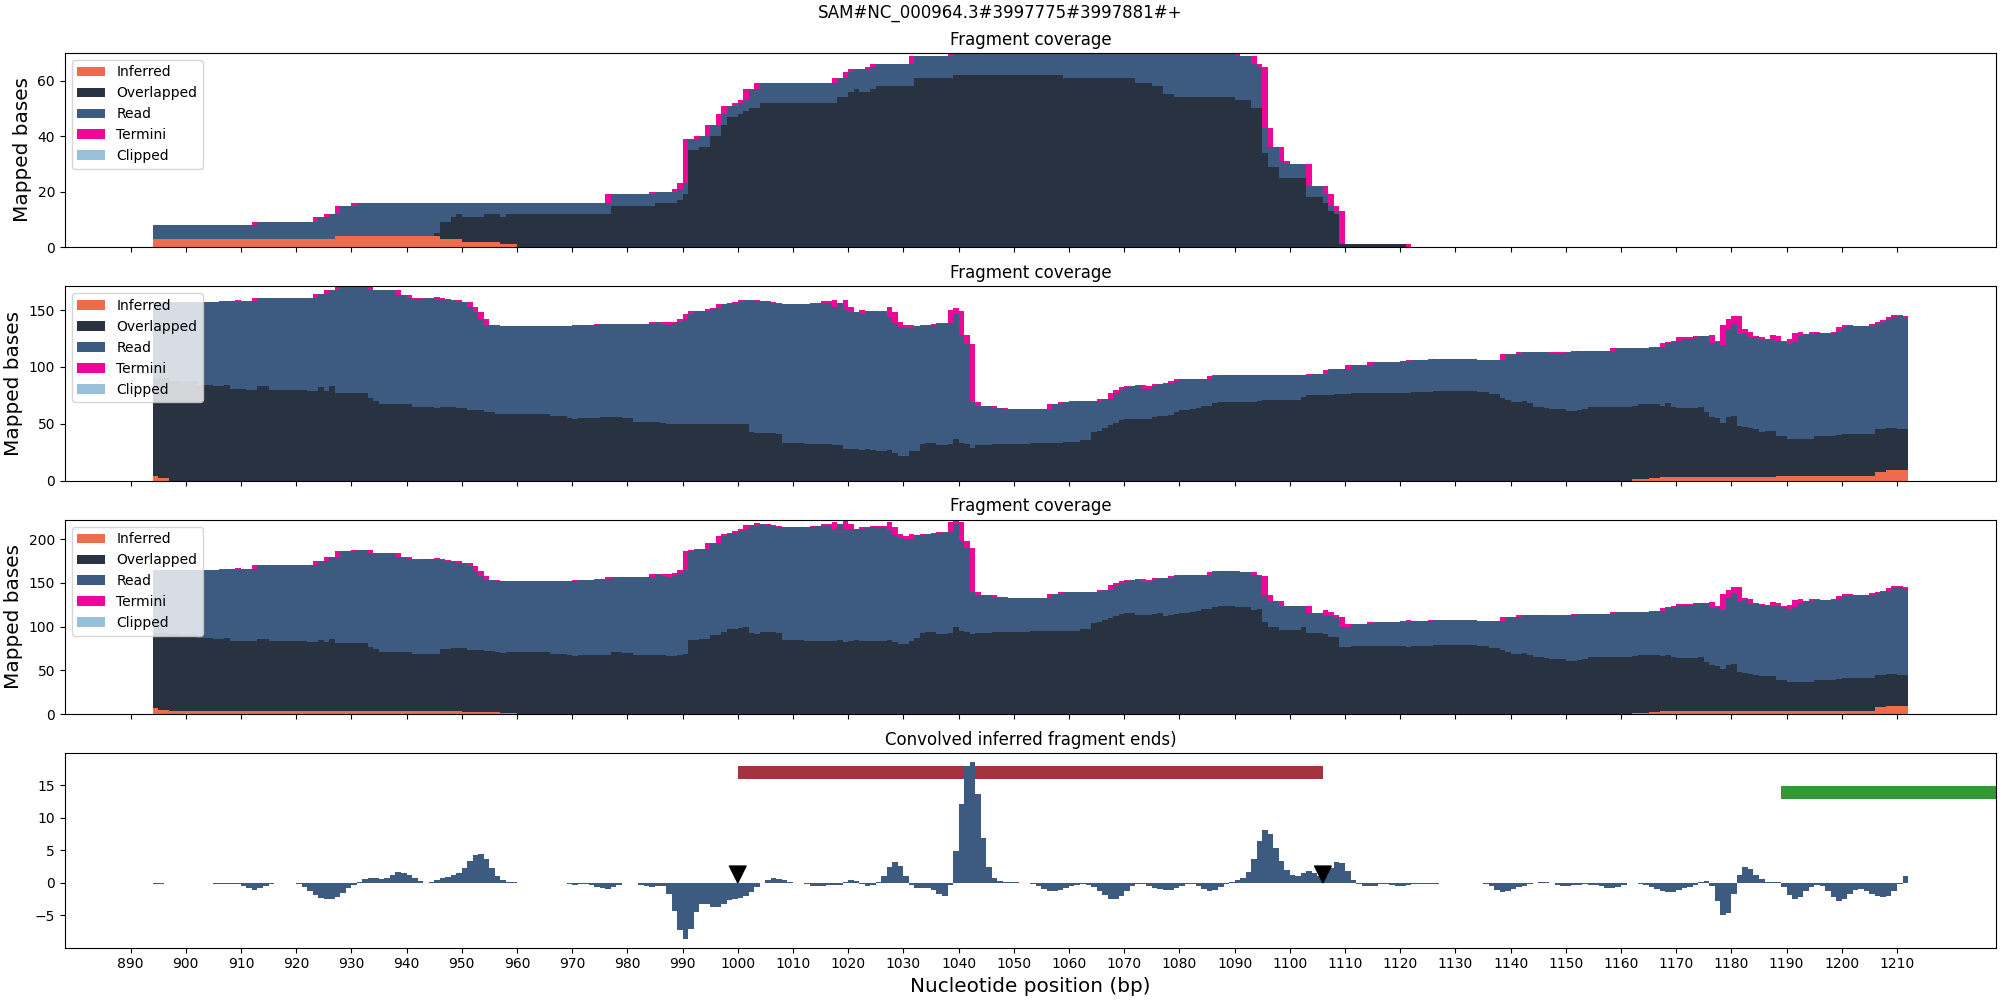 SAM#NC_000964.3#3997775#3997881#+
Fragment coverage
Mapped bases
60
40
20
0
Inferred
Overlapped
Read
Termini
Clipped
Fragment coverage
Mapped bases
150
100
50
0
Inferred
Overlapped
Read
Termini
Clipped
Fragment coverage
Mapped bases
200
150
100
50
0
Inferred
Overlapped
Read
Termini
Clipped
Convolved inferred fragment ends)
15
10
5
0
−5
890 900 910 920 930 940 950 960 970 980 990 1000 1010 1020 1030 1040 1050 1060 1070 1080 1090 1100 1110 1120 1130 1140 1150 1160 1170 1180 1190 1200 1210
Nucleotide position (bp)